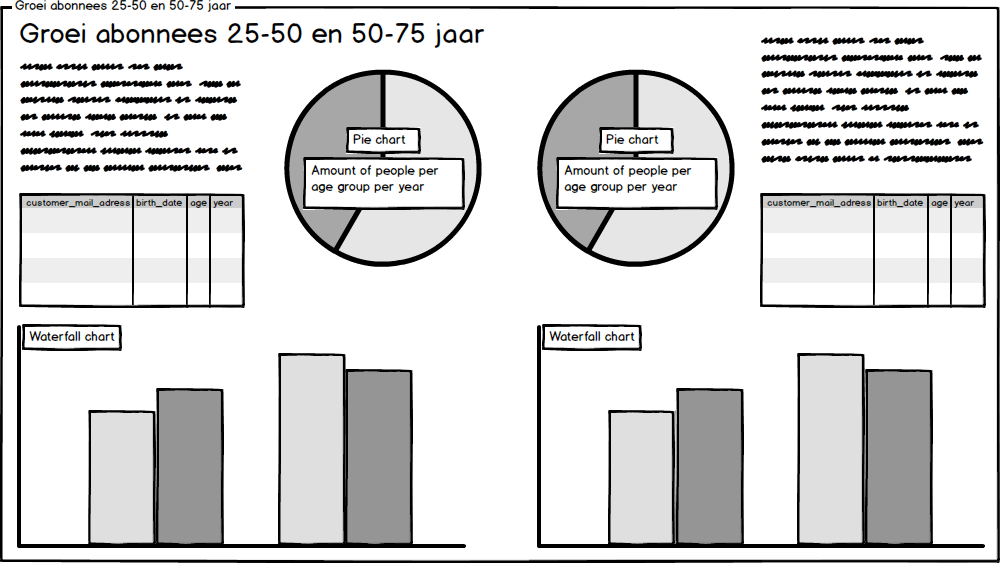 Groei abonnees 25-50 en 50-75 jaar
Groei abonnees 25-50 en 50-75 jaar
customer_mail_adress birth_date age year
Pie chart
Amount of people per
age group per year
Pie chart
Amount of people per
age group per year
customer_mail_adress birth_date age year
Waterfall chart
Waterfall chart